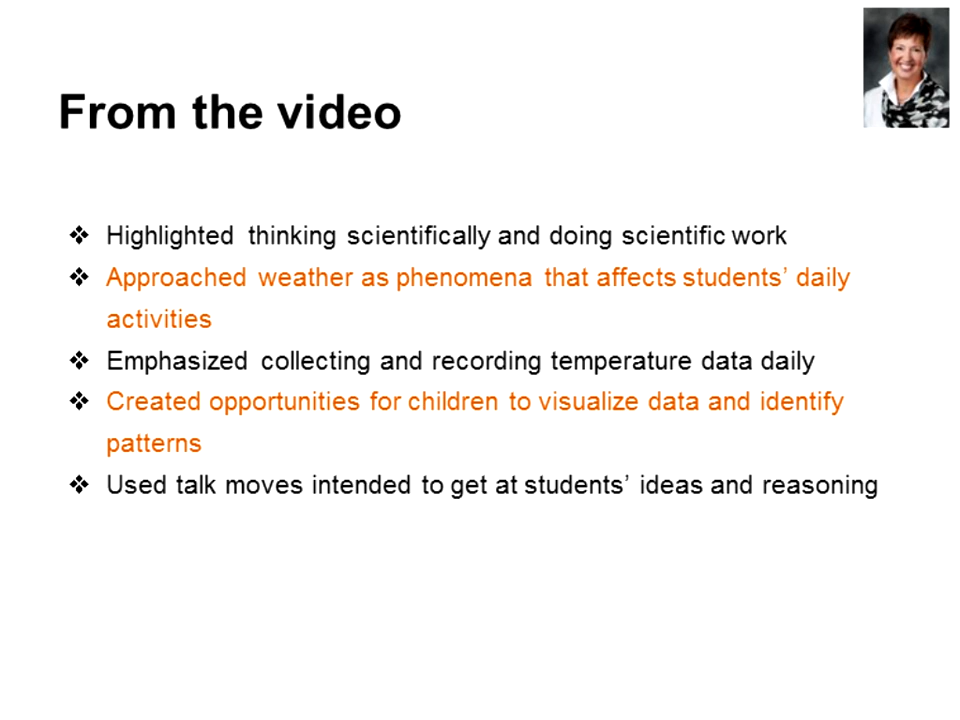 From the video
❖ Highlighted thinking scientifically and doing scientific work
❖ Approached weather as phenomena that affects students’ daily
activities
❖ Emphasized collecting and recording temperature data daily
❖ Created opportunities for children to visualize data and identify
patterns
❖ Used talk moves intended to get at students’ ideas and reasoning